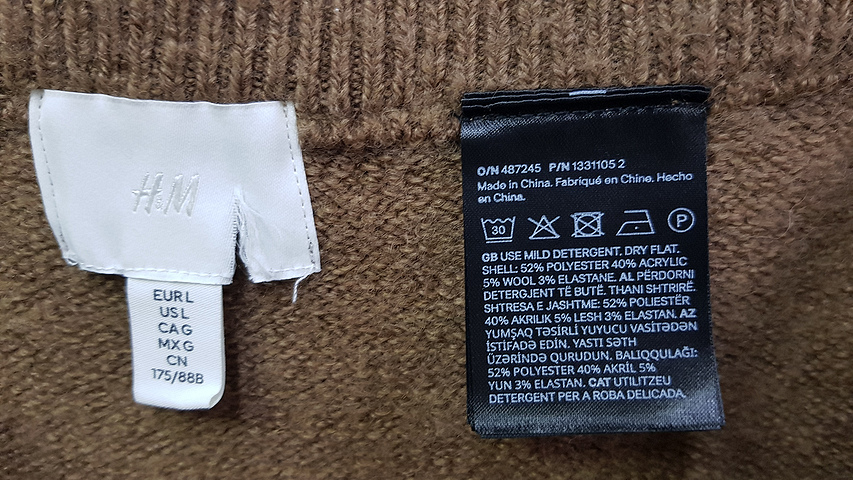 H&M
EUR L
US L
CA G
MX G
CN
175/88B
O/N 487245 P/N 1331105 2
Made in China. Fabriqué en Chine. Hecho
en China.
30 P
GB USE MILD DETERGENT. DRY FLAT.
SHELL: 52% POLYESTER 40% ACRYLIC
5% WOOL 3% ELASTANE. AL PËRDORNI
DETERGJENT TË BUTË. THANI SHTRIRË.
SHTRESA E JASHTME: 52% POLIESTËR
40% AKRILIK 5% LESH 3% ELASTAN. AZ
YUMŞAQ TƏSİRLİ YUYUCU VASİTƏDƏN
İSTİFADƏ EDİN. YASTI SƏTH
ÜZƏRİNDƏ QURUDUN. BALIQQULAĞI:
52% POLYESTER 40% AKRİL 5%
YUN 3% ELASTAN. CAT UTILITZEU
DETERGENT PER A ROBA DELICADA.